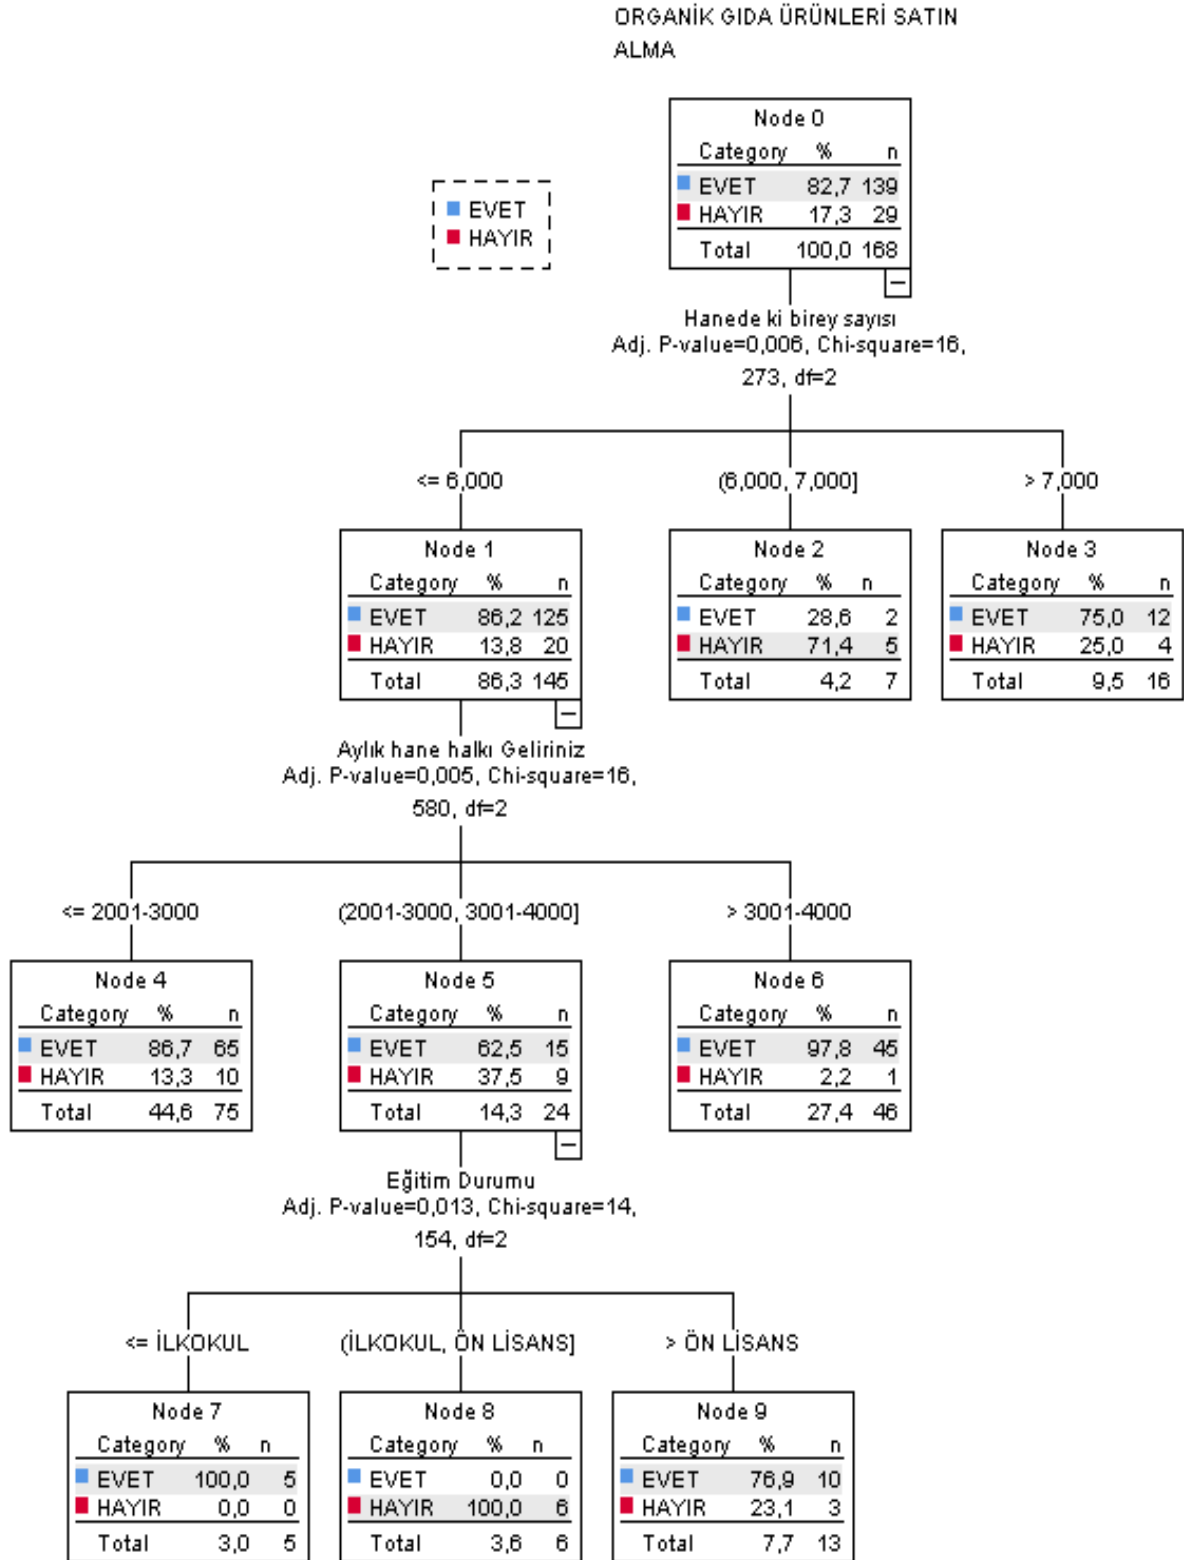 ORGANİK GIDA ÜRÜNLERİ SATIN
ALMA
Node 0
Category % n
EVET 82,7 139
HAYIR 17,3 29
Total 100,0 168
EVET
HAYIR
Hanede ki birey sayısı
Adj. P-value=0,006, Chi-square=16,
273, df=2
<= 6,000
(6,000, 7,000]
> 7,000
Node 1
Category % n
EVET 86,2 125
HAYIR 13,8 20
Total 86,3 145
Node 2
Category % n
EVET 28,6 2
HAYIR 71,4 5
Total 4,2 7
Node 3
Category % n
EVET 75,0 12
HAYIR 25,0 4
Total 9,5 16
Aylık hane halkı Geliriniz
Adj. P-value=0,005, Chi-square=16,
580, df=2
<= 2001-3000
(2001-3000, 3001-4000]
> 3001-4000
Node 4
Category % n
EVET 86,7 65
HAYIR 13,3 10
Total 44,6 75
Node 5
Category % n
EVET 62,5 15
HAYIR 37,5 9
Total 14,3 24
Node 6
Category % n
EVET 97,8 45
HAYIR 2,2 1
Total 27,4 46
Eğitim Durumu
Adj. P-value=0,013, Chi-square=14,
154, df=2
<= İLKOKUL
(İLKOKUL, ÖN LİSANS]
> ÖN LİSANS
Node 7
Category % n
EVET 100,0 5
HAYIR 0,0 0
Total 3,0 5
Node 8
Category % n
EVET 0,0 0
HAYIR 100,0 6
Total 3,6 6
Node 9
Category % n
EVET 76,9 10
HAYIR 23,1 3
Total 7,7 13